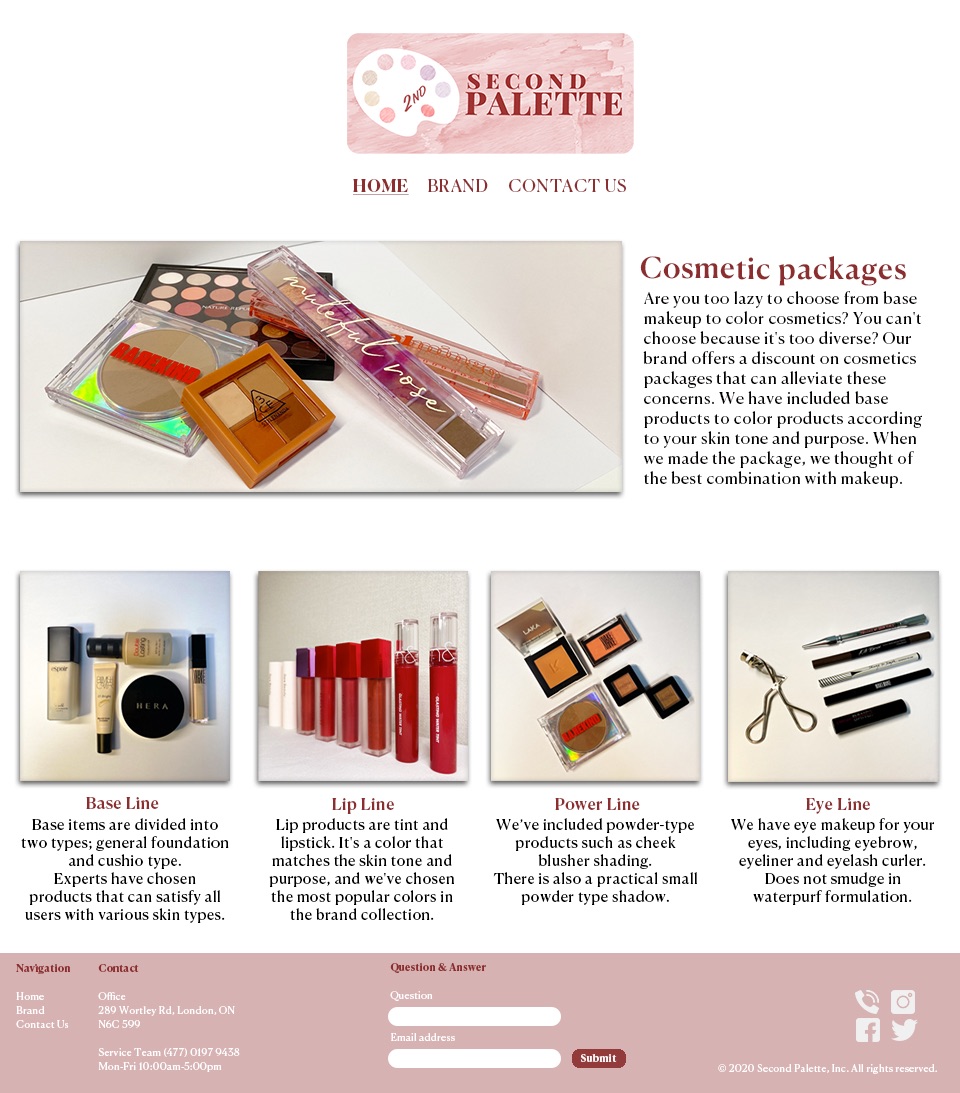 2ND
SECOND
PALETTE
HOME BRAND CONTACT US
muteful
rose
BAREKIND
3CE
Cosmetic packages
Are you too lazy to choose from base
makeup to color cosmetics? You can't
choose because it's too diverse? Our
brand offers a discount on cosmetics
packages that can alleviate these
concerns. We have included base
products to color products according
to your skin tone and purpose. When
we made the package, we thought of
the best combination with makeup.
espoir
Double
Lasting
HERA
LAKA
Base Line
Base items are divided into
two types; general foundation
and cushio type.
Experts have chosen
products that can satisfy all
users with various skin types.
Lip Line
Lip products are tint and
lipstick. It's a color that
matches the skin tone and
purpose, and we've chosen
the most popular colors in
the brand collection.
Power Line
We've included powder-type
products such as cheek
blusher shading.
There is also a practical small
powder type shadow.
Eye Line
We have eye makeup for your
eyes, including eyebrow,
eyeliner and eyelash curler.
Does not smudge in
waterpurf formulation.
Navigation
Home
Brand
Contact Us
Contact
Office
289 Wortley Rd, London, ON
N6C 599
Service Team (477) 0197 9438
Mon-Fri 10:00am-5:00pm
Question & Answer
Question
Email address
Submit
© 2020 Second Palette, Inc. All rights reserved.